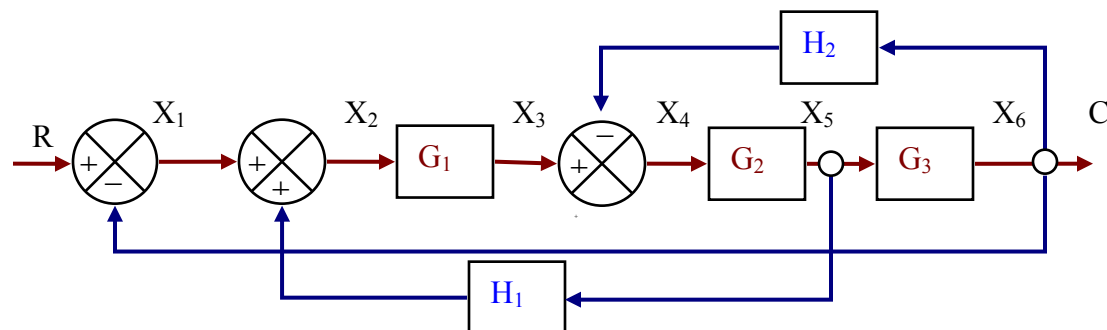 H₂
R X₁ X₂ X₃ X₄ X₅ X₆ C
+ − + + G₁ + − G₂ G₃
H₁